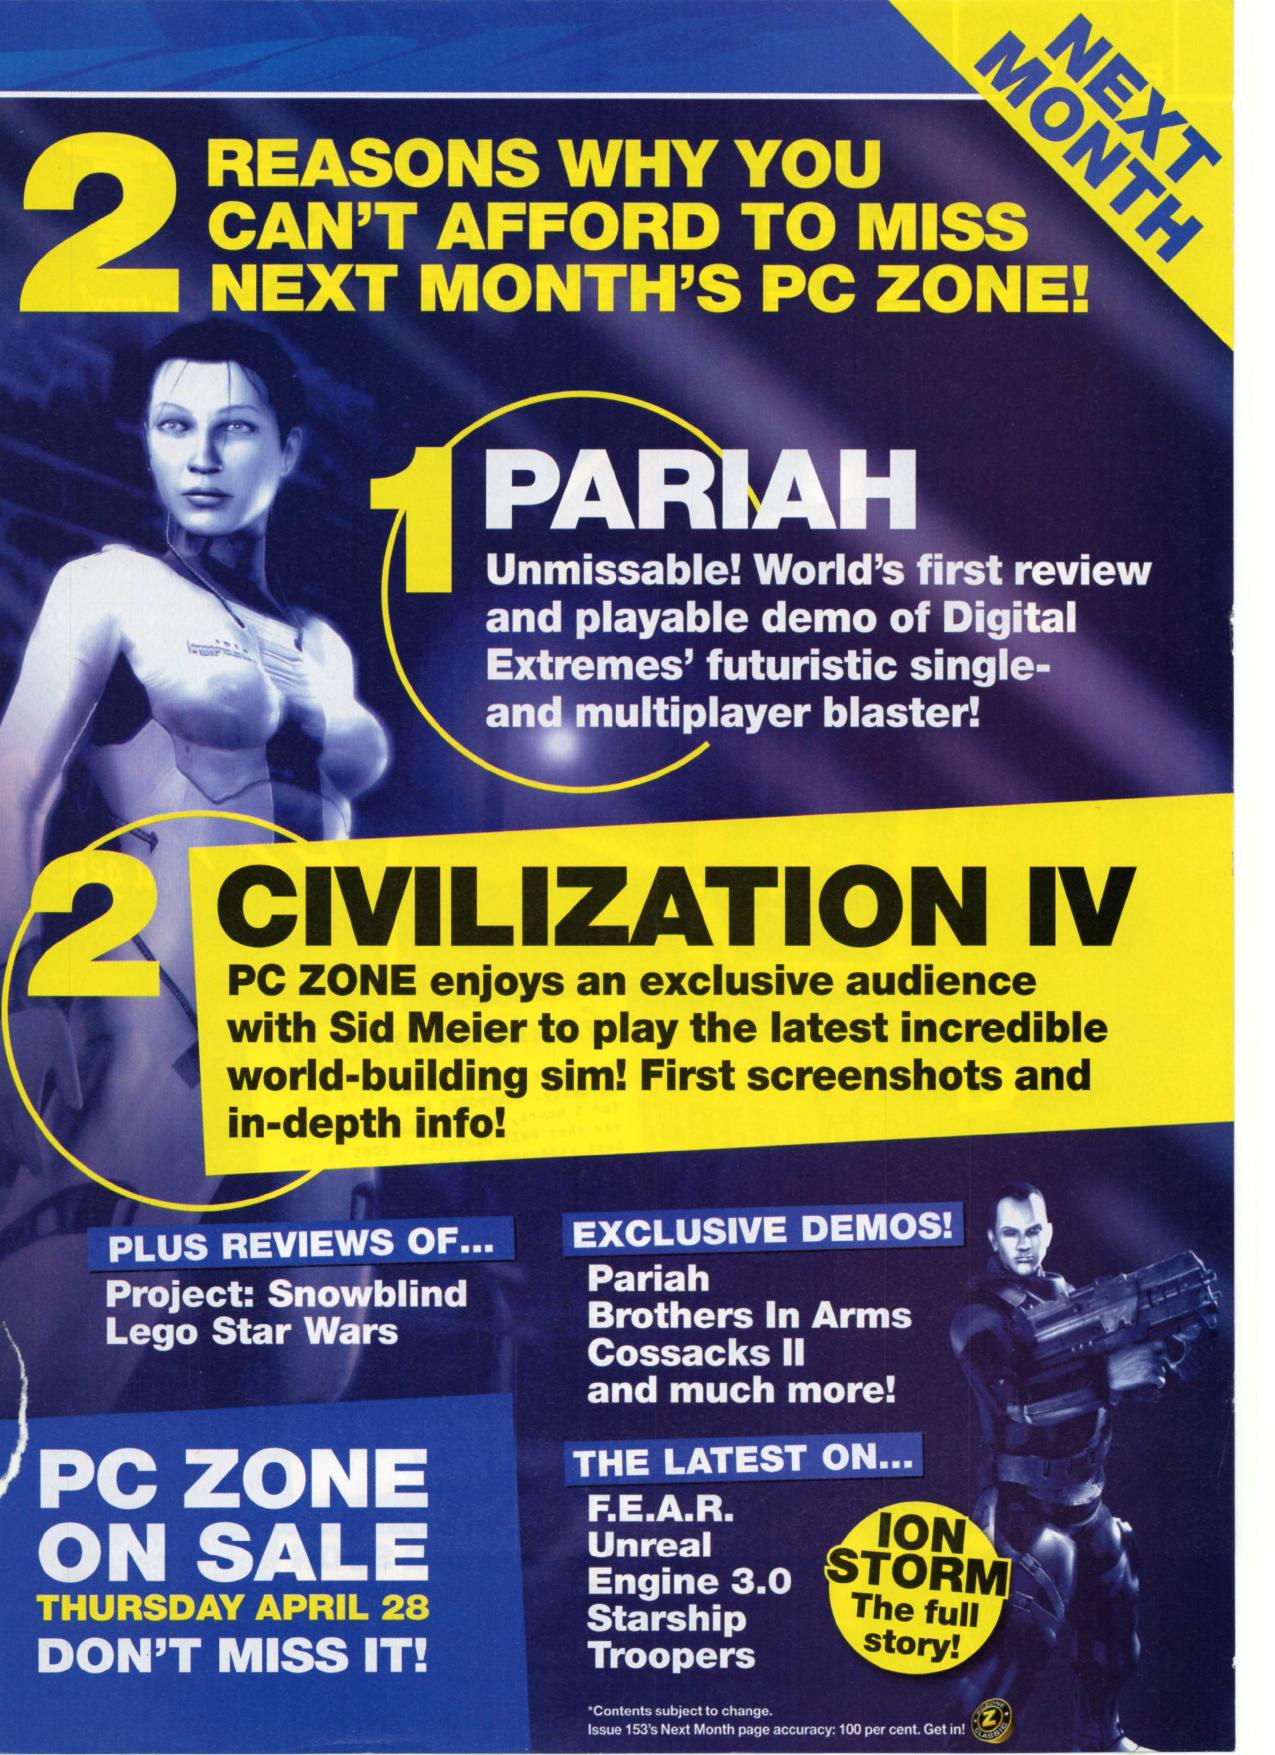 NEXT
MONTH
2 REASONS WHY YOU
CAN'T AFFORD TO MISS
NEXT MONTH'S PC ZONE!
1 PARIAH
Unmissable! World's first review
and playable demo of Digital
Extremes' futuristic single-
and multiplayer blaster!
2 CIVILIZATION IV
PC ZONE enjoys an exclusive audience
with Sid Meier to play the latest incredible
world-building sim! First screenshots and
in-depth info!
PLUS REVIEWS OF...
Project: Snowblind
Lego Star Wars
EXCLUSIVE DEMOS!
Pariah
Brothers In Arms
Cossacks II
and much more!
THE LATEST ON...
F.E.A.R.
Unreal
Engine 3.0
Starship
Troopers
ION
STORM
The full
story!
PC ZONE
ON SALE
THURSDAY APRIL 28
DON'T MISS IT!
*Contents subject to change.
Issue 153's Next Month page accuracy: 100 per cent. Get in!
PC ZONE
Z
CLASSIC